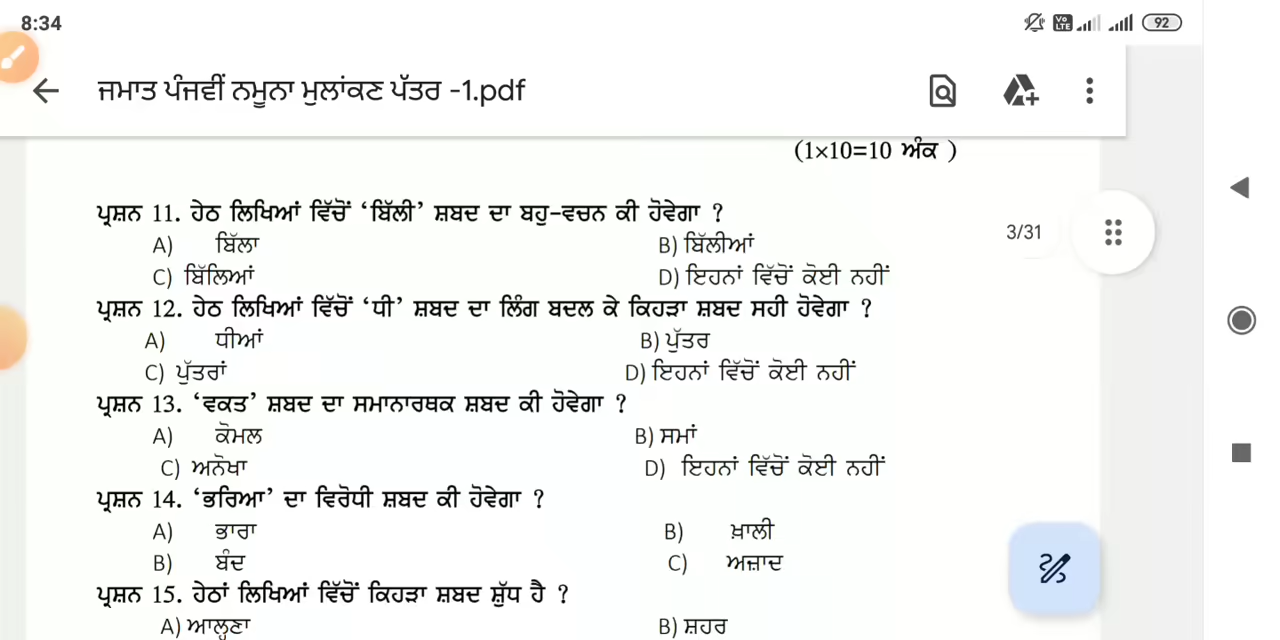 8:34
Vo LTE 92
ਜਮਾਤ ਪੰਜਵੀਂ ਨਮੂਨਾ ਮੁਲਾਂਕਣ ਪੱਤਰ -1.pdf
(1×10=10 ਅੰਕ )
ਪ੍ਰਸ਼ਨ 11. ਹੇਠ ਲਿਖਿਆਂ ਵਿੱਚੋਂ ‘ਬਿੱਲੀ’ ਸ਼ਬਦ ਦਾ ਬਹੁ-ਵਚਨ ਕੀ ਹੋਵੇਗਾ ?
3/31
A) ਬਿੱਲਾ B) ਬਿੱਲੀਆਂ
C) ਬਿੱਲਿਆਂ D) ਇਹਨਾਂ ਵਿੱਚੋਂ ਕੋਈ ਨਹੀਂ
ਪ੍ਰਸ਼ਨ 12. ਹੇਠ ਲਿਖਿਆਂ ਵਿੱਚੋਂ ‘ਧੀ’ ਸ਼ਬਦ ਦਾ ਲਿੰਗ ਬਦਲ ਕੇ ਕਿਹੜਾ ਸ਼ਬਦ ਸਹੀ ਹੋਵੇਗਾ ?
A) ਧੀਆਂ B) ਪੁੱਤਰ
C) ਪੁੱਤਰਾਂ D) ਇਹਨਾਂ ਵਿੱਚੋਂ ਕੋਈ ਨਹੀਂ
ਪ੍ਰਸ਼ਨ 13. ‘ਵਕਤ’ ਸ਼ਬਦ ਦਾ ਸਮਾਨਾਰਥਕ ਸ਼ਬਦ ਕੀ ਹੋਵੇਗਾ ?
A) ਕੋਮਲ B) ਸਮਾਂ
C) ਅਨੋਖਾ D) ਇਹਨਾਂ ਵਿੱਚੋਂ ਕੋਈ ਨਹੀਂ
ਪ੍ਰਸ਼ਨ 14. ‘ਭਰਿਆ’ ਦਾ ਵਿਰੋਧੀ ਸ਼ਬਦ ਕੀ ਹੋਵੇਗਾ ?
A) ਭਾਰਾ B) ਖ਼ਾਲੀ
B) ਬੰਦ C) ਅਜ਼ਾਦ
ਪ੍ਰਸ਼ਨ 15. ਹੇਠਾਂ ਲਿਖਿਆਂ ਵਿੱਚੋਂ ਕਿਹੜਾ ਸ਼ਬਦ ਸ਼ੁੱਧ ਹੈ ?
A) ਆਲ੍ਹਣਾ B) ਸ਼ਹਰ